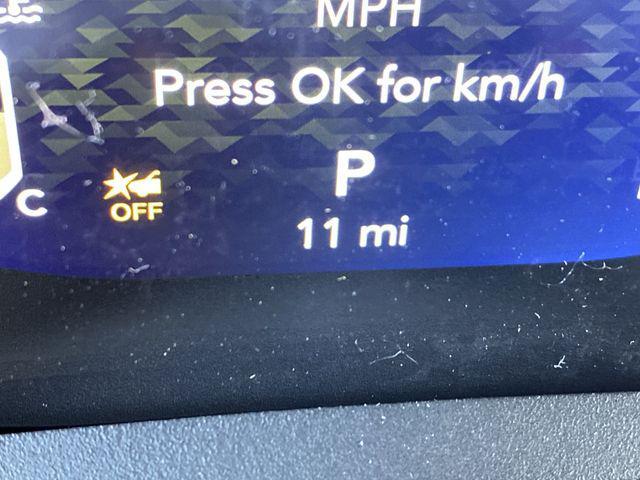 MPH
Press OK for km/h
P
C
OFF
11 mi